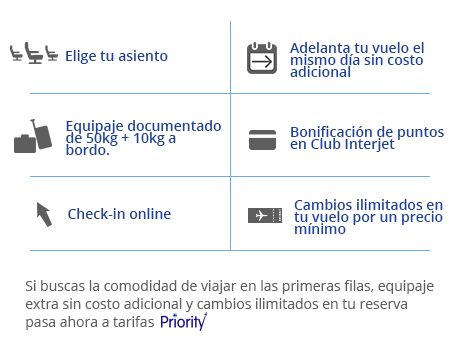 Elige tu asiento
Adelanta tu vuelo el
mismo día sin costo
adicional
Equipaje documentado
de 50kg + 10kg a
bordo.
Bonificación de puntos
en Club Interjet
Check-in online
Cambios ilimitados en
tu vuelo por un precio
mínimo
Si buscas la comodidad de viajar en las primeras filas, equipaje
extra sin costo adicional y cambios ilimitados en tu reserva
pasa ahora a tarifas Priority